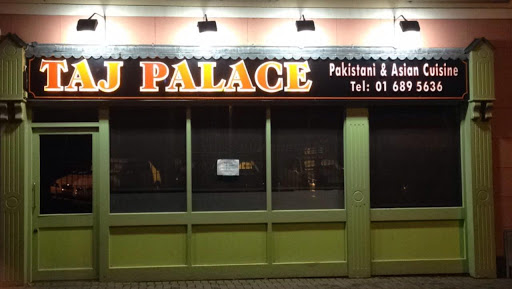 TAJ PALACE
Pakistani & Asian Cuisine
Tel: 01 689 5636